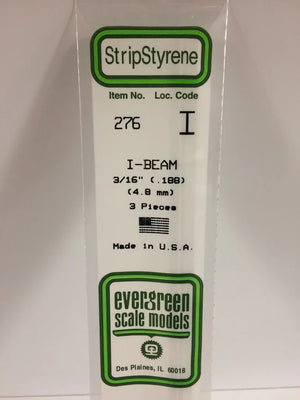 StripStyrene
Item No. Loc. Code
276 I
I-BEAM
3/16" (.188)
(4.8 mm)
3 Pieces
Made in U.S.A.
evergreen
scale models
Des Plaines, IL 60018